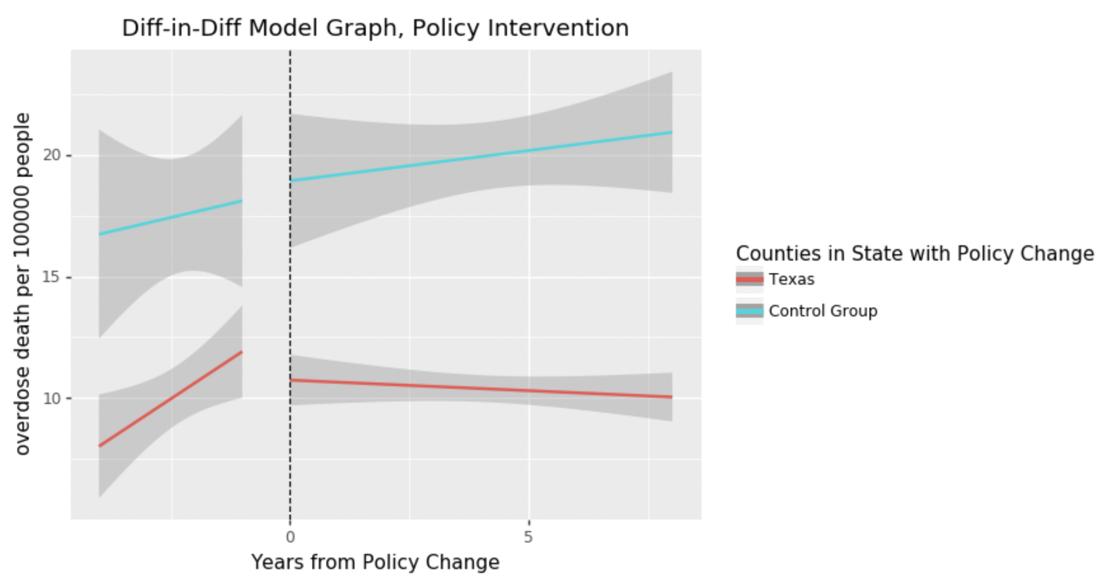 Diff-in-Diff Model Graph, Policy Intervention
overdose death per 100000 people
20
15
10
0
5
Years from Policy Change
Counties in State with Policy Change
Texas
Control Group